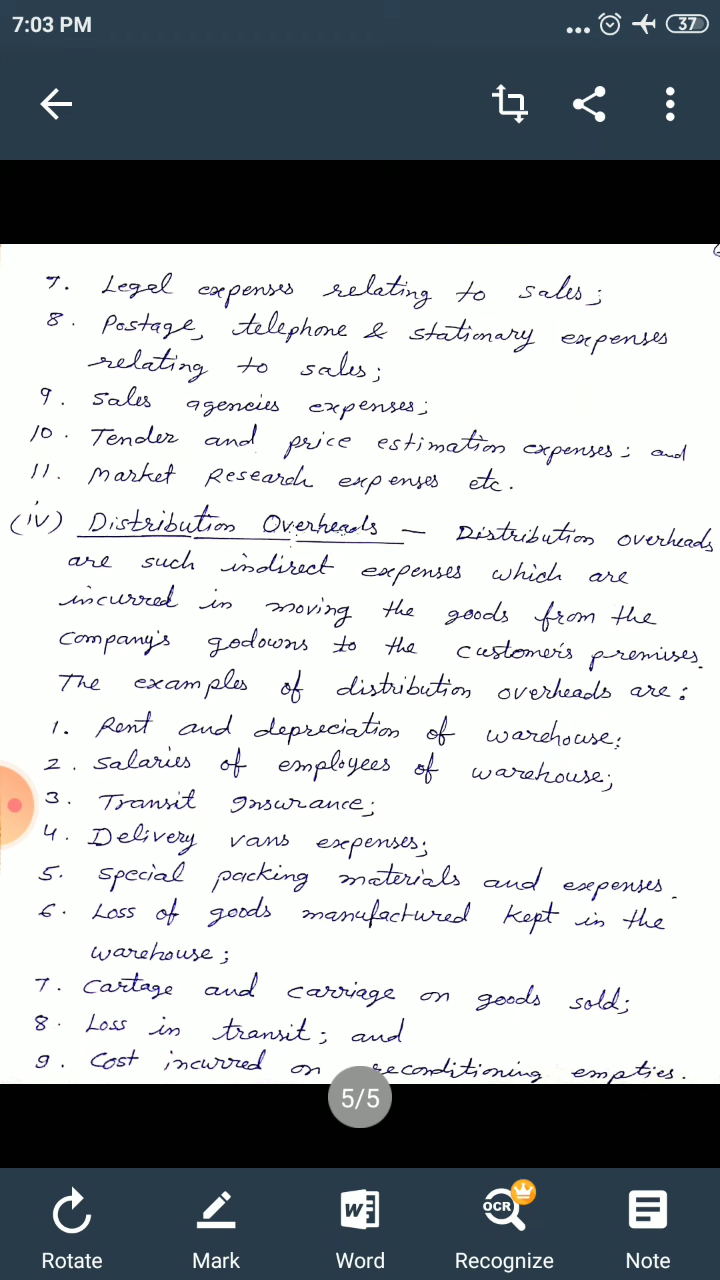 7:03 PM
37
7. Legal expenses relating to sales;
8. Postage, telephone & stationary expenses
relating to sales;
9. Sales agencies expenses;
10. Tender and price estimation expenses; and
11. Market Research expenses etc.
(iv) Distribution Overheads — Distribution overheads
are such indirect expenses which are
incurred in moving the goods from the
company's godowns to the customer's premises.
The examples of distribution overheads are:
1. Rent and depreciation of warehouse;
2. Salaries of employees of warehouse;
3. Transit Insurance;
4. Delivery vans expenses;
5. Special packing materials and expenses.
6. Loss of goods manufactured kept in the
warehouse;
7. Cartage and carriage on goods sold;
8. Loss in transit; and
9. Cost incurred on reconditioning empties.
5/5
W
OCR
Rotate Mark Word Recognize Note